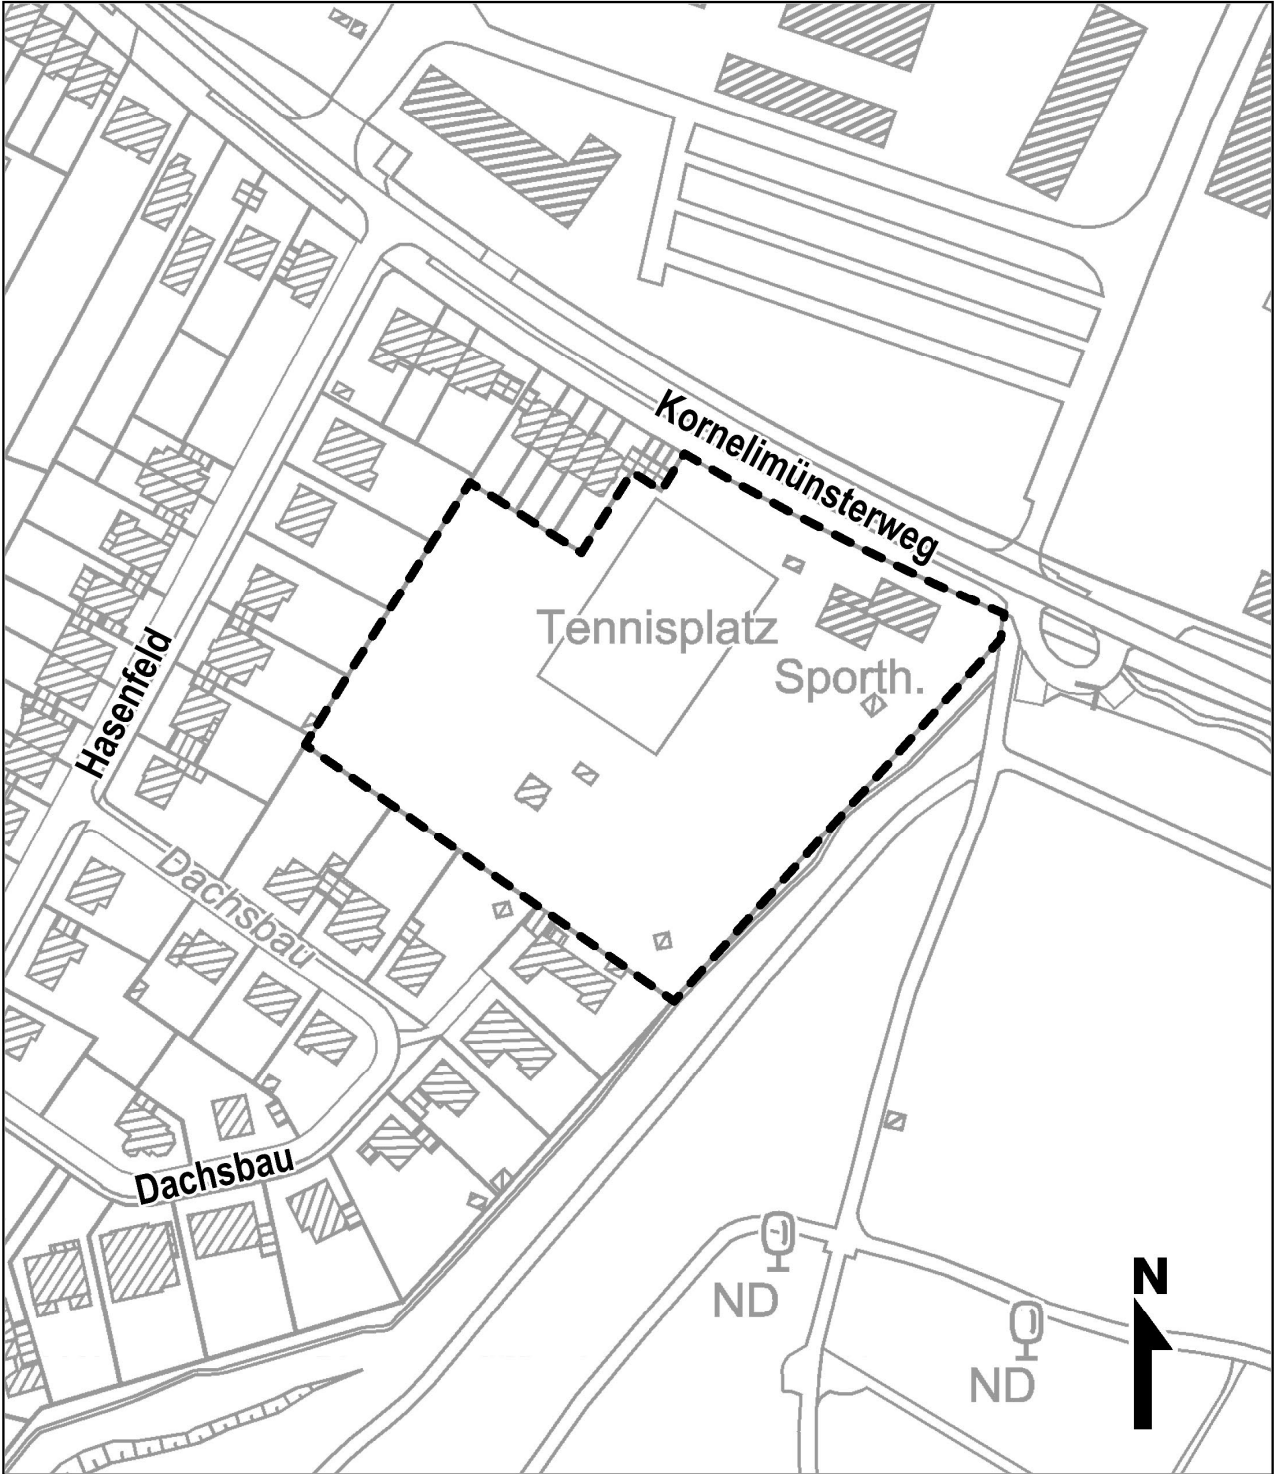 Kornelimünsterweg
Tennisplatz
Sporth.
Hasenfeld
Dachsbau
Dachsbau
ND
ND
N